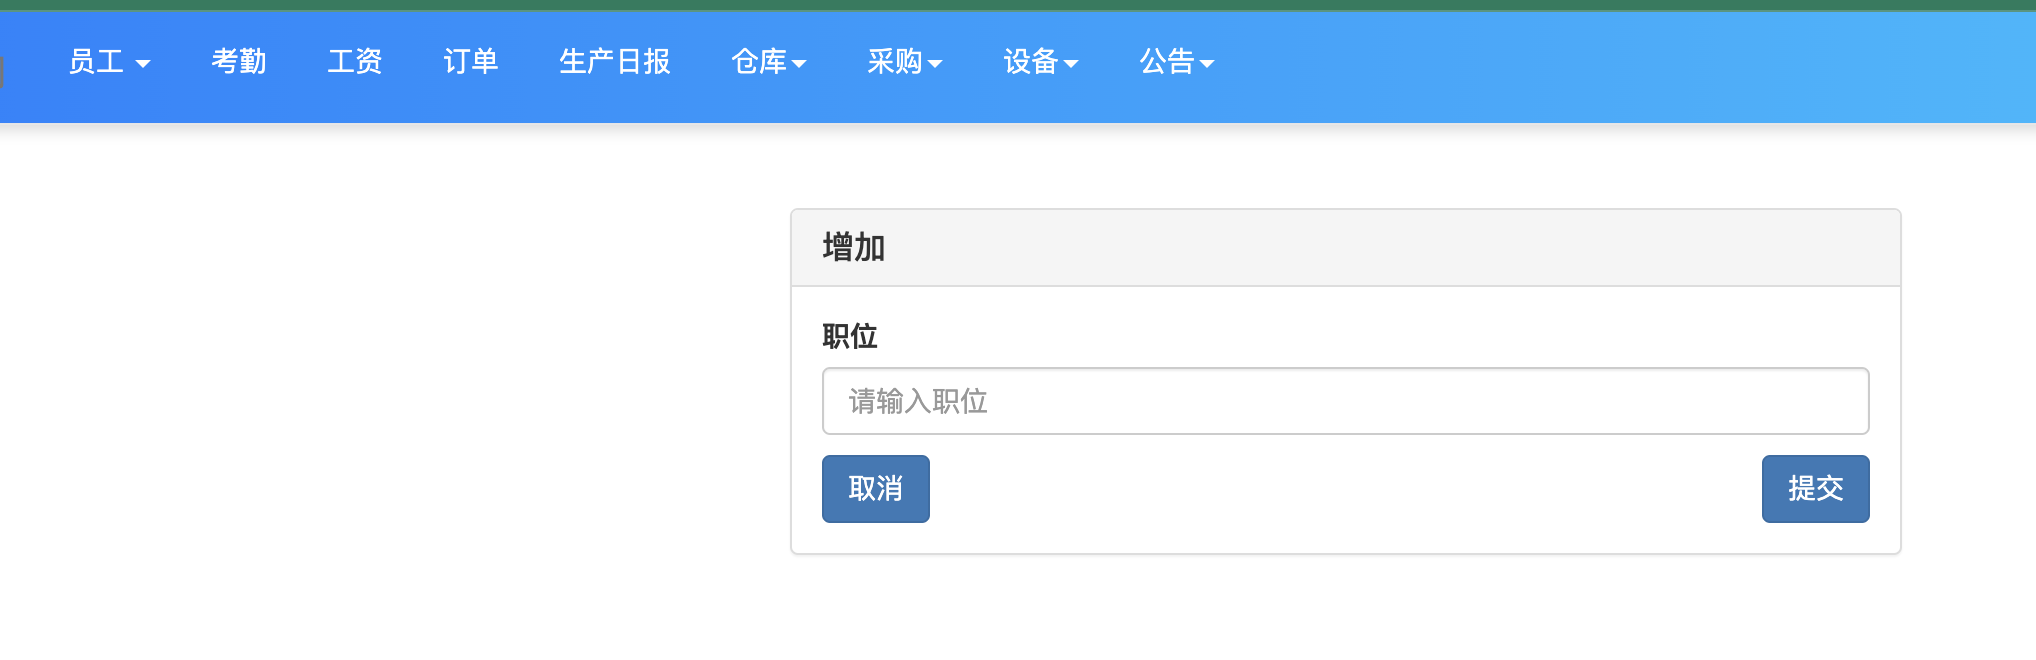 员工 考勤 工资 订单 生产日报 仓库 采购 设备 公告
增加
职位
请输入职位
取消 提交